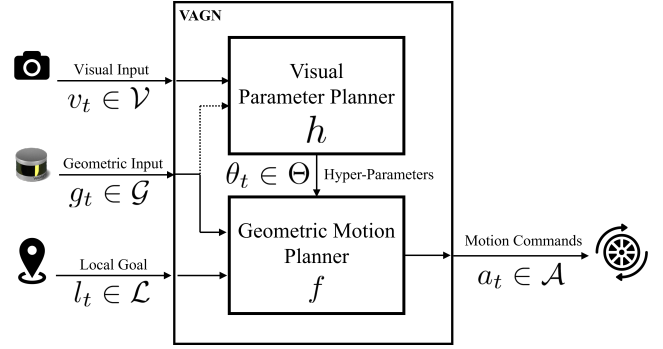 VAGN
Visual Input
v_t ∈ 𝒱
Visual
Parameter Planner
h
Geometric Input
g_t ∈ 𝒢
θ_t ∈ Θ
Hyper-Parameters
Geometric Motion
Planner
f
Local Goal
l_t ∈ ℒ
Motion Commands
a_t ∈ 𝒜